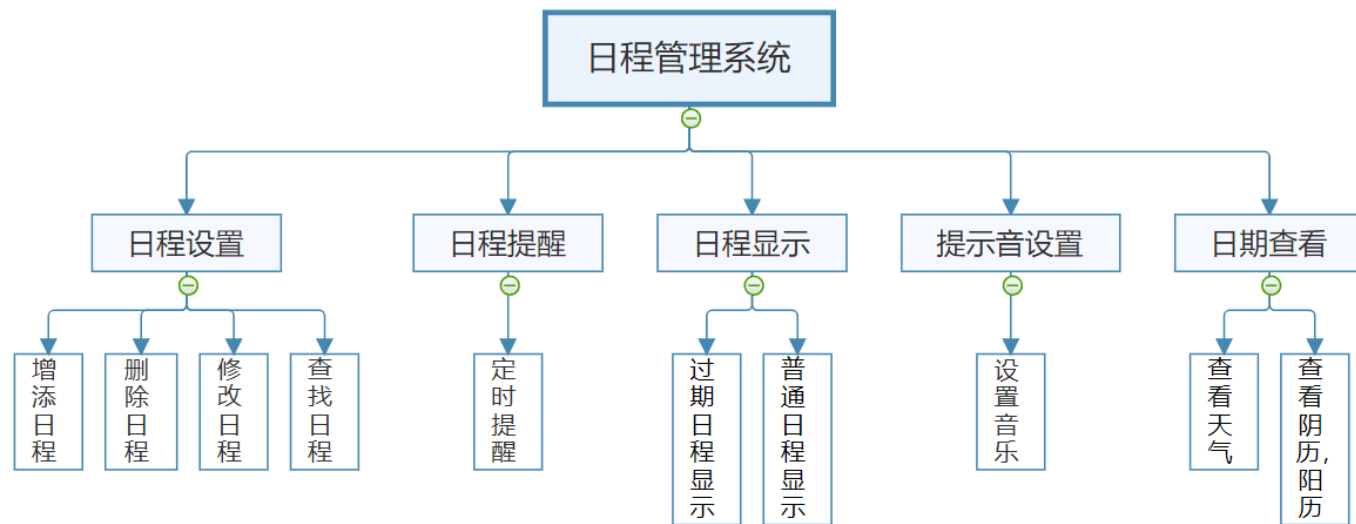 日程管理系统
日程设置
日程提醒
日程显示
提示音设置
日期查看
增添日程
删除日程
修改日程
查找日程
定时提醒
过期日程显示
普通日程显示
设置音乐
查看天气
查看阴历,阳历